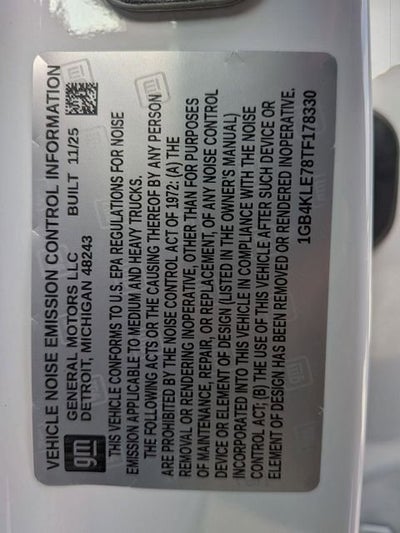 VEHICLE NOISE EMISSION CONTROL INFORMATION
gm
GENERAL MOTORS LLC BUILT 11/25
DETROIT, MICHIGAN 48243
THIS VEHICLE CONFORMS TO U.S. EPA REGULATIONS FOR NOISE
EMISSION APPLICABLE TO MEDIUM AND HEAVY TRUCKS.
THE FOLLOWING ACTS OR THE CAUSING THEREOF BY ANY PERSON
ARE PROHIBITED BY THE NOISE CONTROL ACT OF 1972: (A) THE
REMOVAL OR RENDERING INOPERATIVE, OTHER THAN FOR PURPOSES
OF MAINTENANCE, REPAIR, OR REPLACEMENT, OF ANY NOISE CONTROL
DEVICE OR ELEMENT OF DESIGN (LISTED IN THE OWNER'S MANUAL)
INCORPORATED INTO THIS VEHICLE IN COMPLIANCE WITH THE NOISE
CONTROL ACT; (B) THE USE OF THIS VEHICLE AFTER SUCH DEVICE OR
ELEMENT OF DESIGN HAS BEEN REMOVED OR RENDERED INOPERATIVE.
1GB4KLE78TF178330